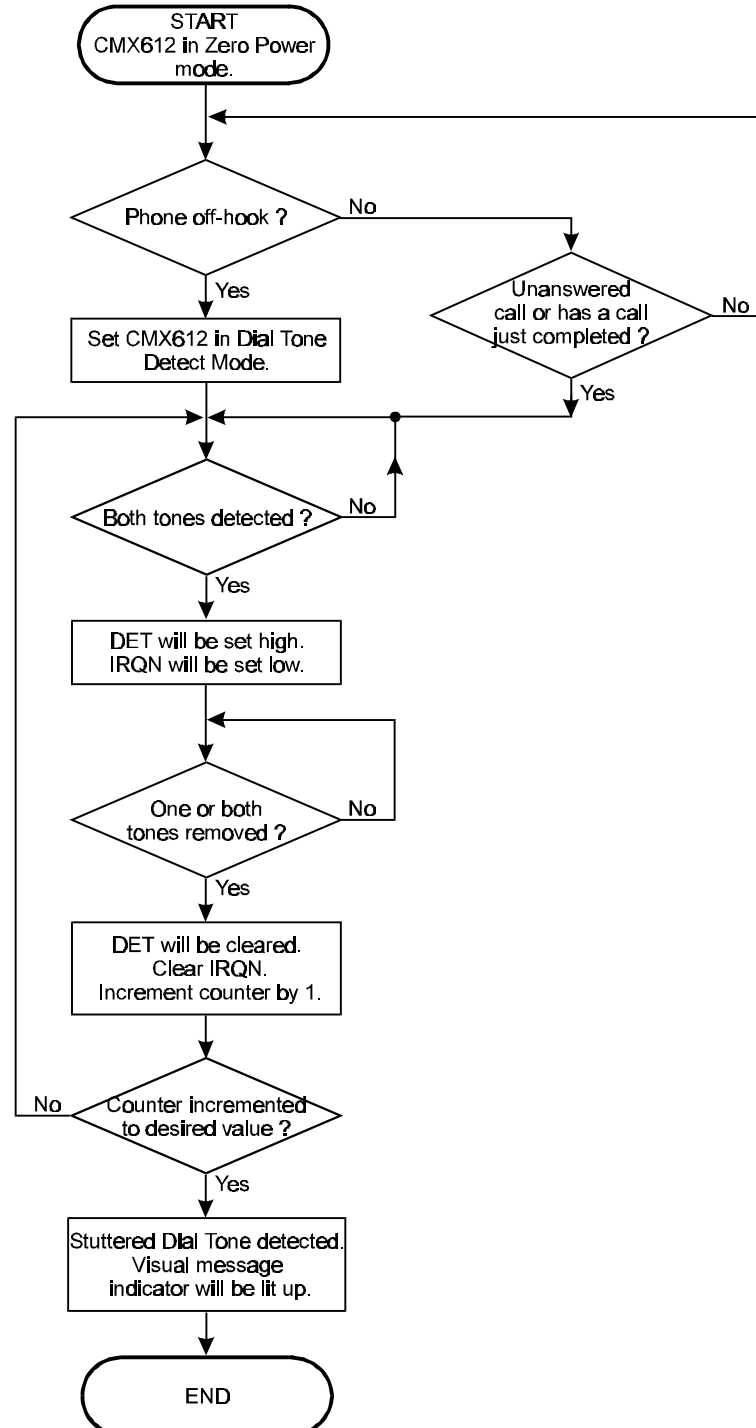 START
CMX612 in Zero Power
mode.
Phone off-hook ?
No
Yes
Unanswered
call or has a call
just completed ?
No
Yes
Set CMX612 in Dial Tone
Detect Mode.
Both tones detected ?
No
Yes
DET will be set high.
IRQN will be set low.
One or both
tones removed ?
No
Yes
DET will be cleared.
Clear IRQN.
Increment counter by 1.
No
Counter incremented
to desired value ?
Yes
Stuttered Dial Tone detected.
Visual message
indicator will be lit up.
END